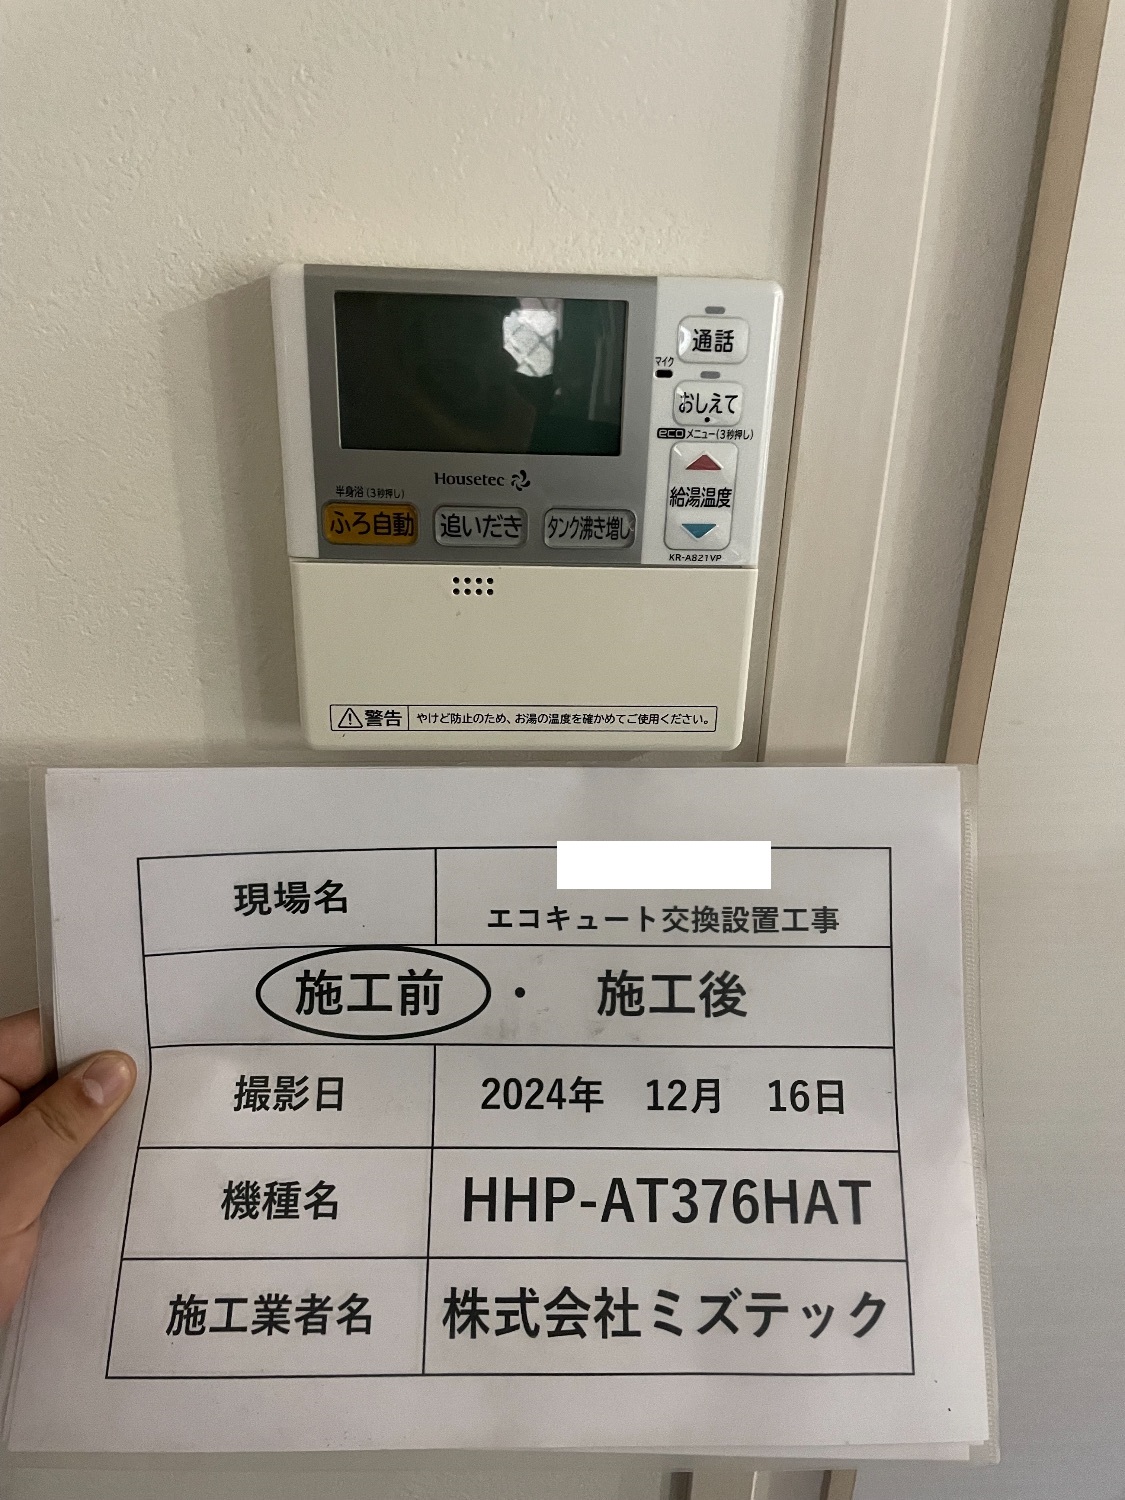 通話
マイク
おしえて
eco メニュー(3秒押し)
給湯温度
KR-A821VP
Housetec
半身浴(3秒押し)
ふろ自動
追いだき
タンク沸き増し
警告 やけど防止のため、お湯の温度を確かめてご使用ください。
現場名
エコキュート交換設置工事
施工前 ・ 施工後
撮影日 2024年 12月 16日
機種名 HHP-AT376HAT
施工業者名 株式会社ミズテック